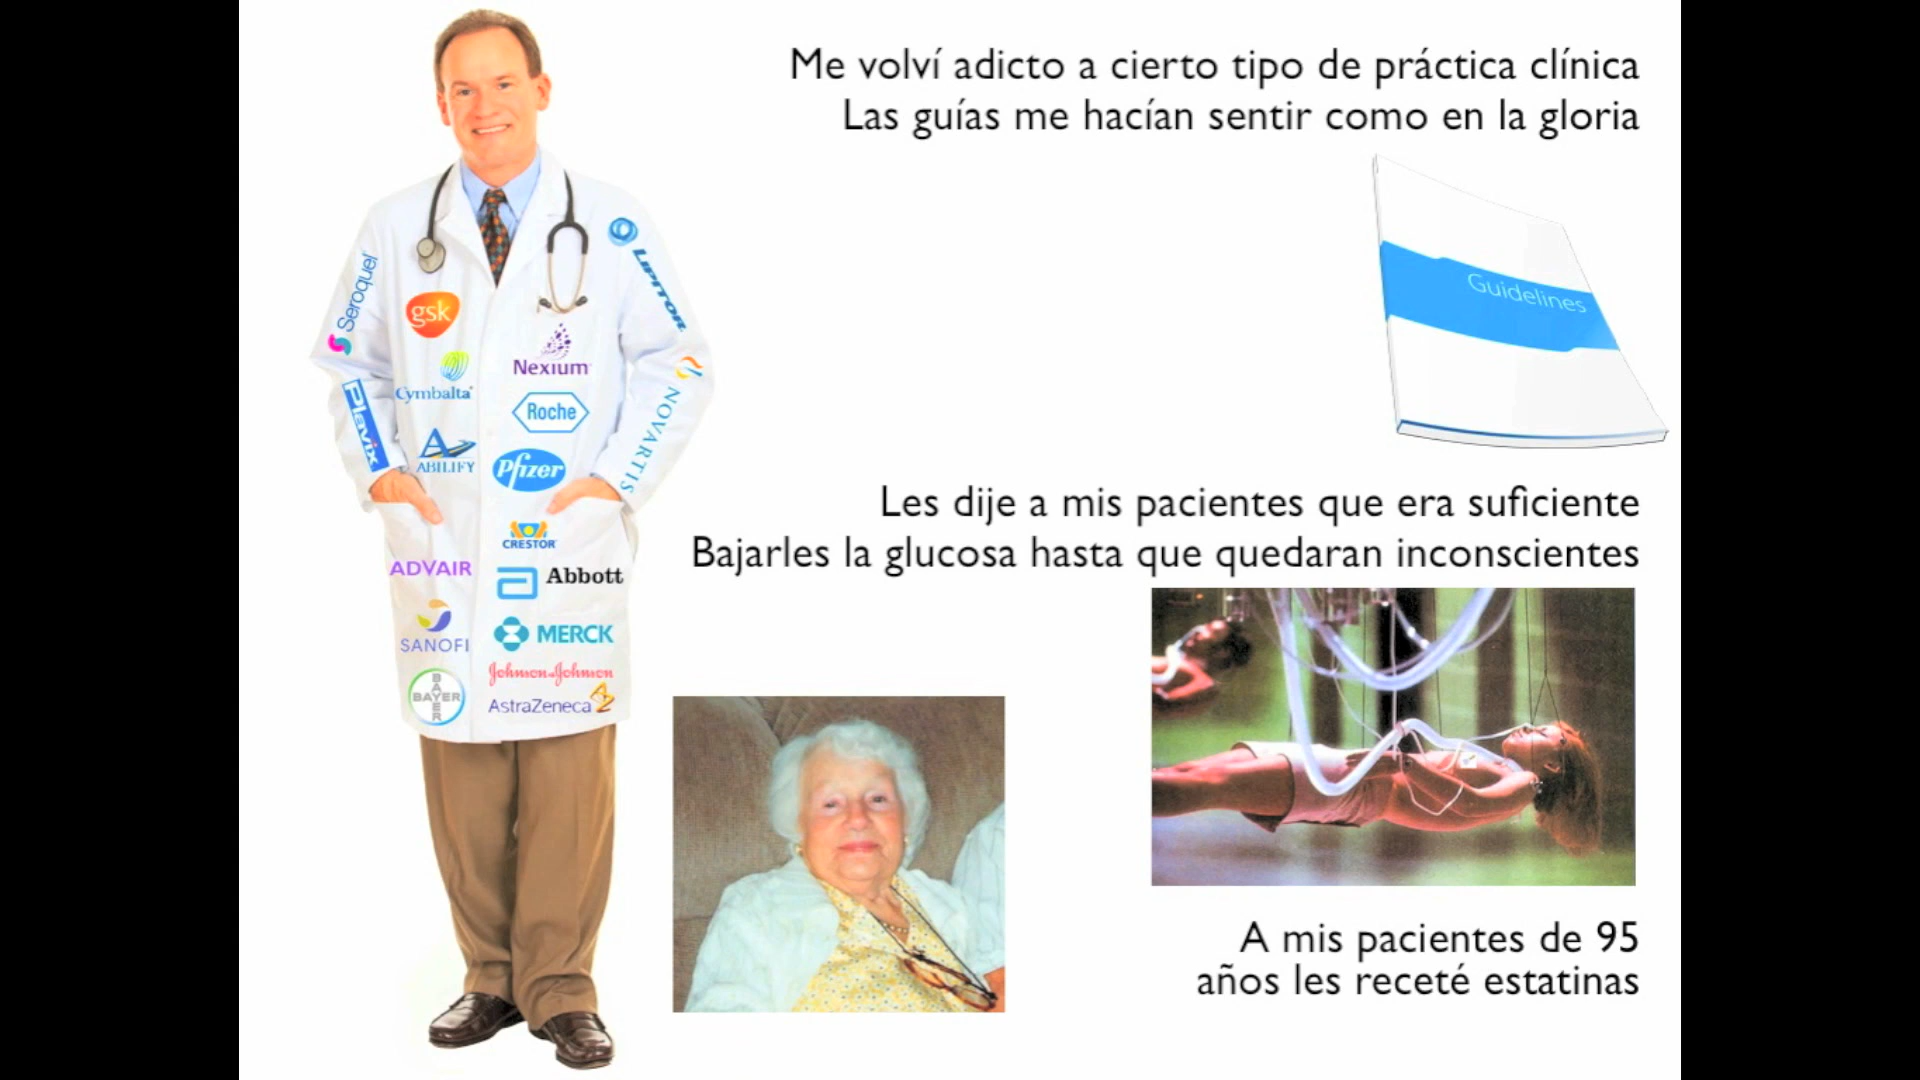 Me volví adicto a cierto tipo de práctica clínica
Las guías me hacían sentir como en la gloria
Guidelines
Les dije a mis pacientes que era suficiente
Bajarles la glucosa hasta que quedaran inconscientes
A mis pacientes de 95
años les receté estatinas
Seroquel
gsk
LIPITOR
Nexium
Cymbalta
Plavix
Roche
NOVARTIS
ABILIFY
Pfizer
CRESTOR
ADVAIR
Abbott
SANOFI
MERCK
Johnson & Johnson
BAYER
BAYER
AstraZeneca